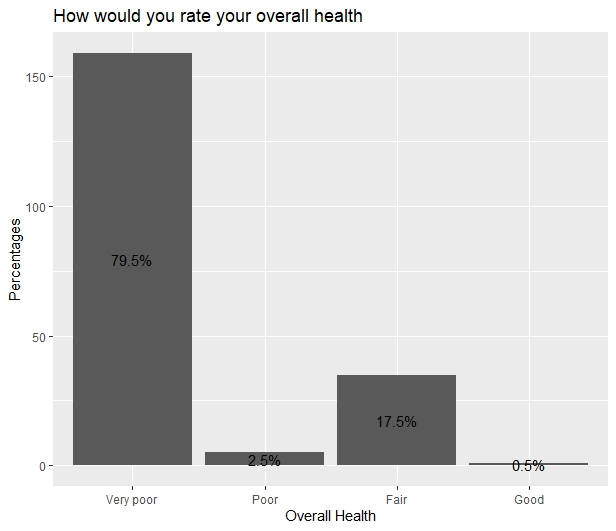 How would you rate your overall health
150
100
50
0
Percentages
79.5%
2.5%
17.5%
0.5%
Very poor
Poor
Fair
Good
Overall Health